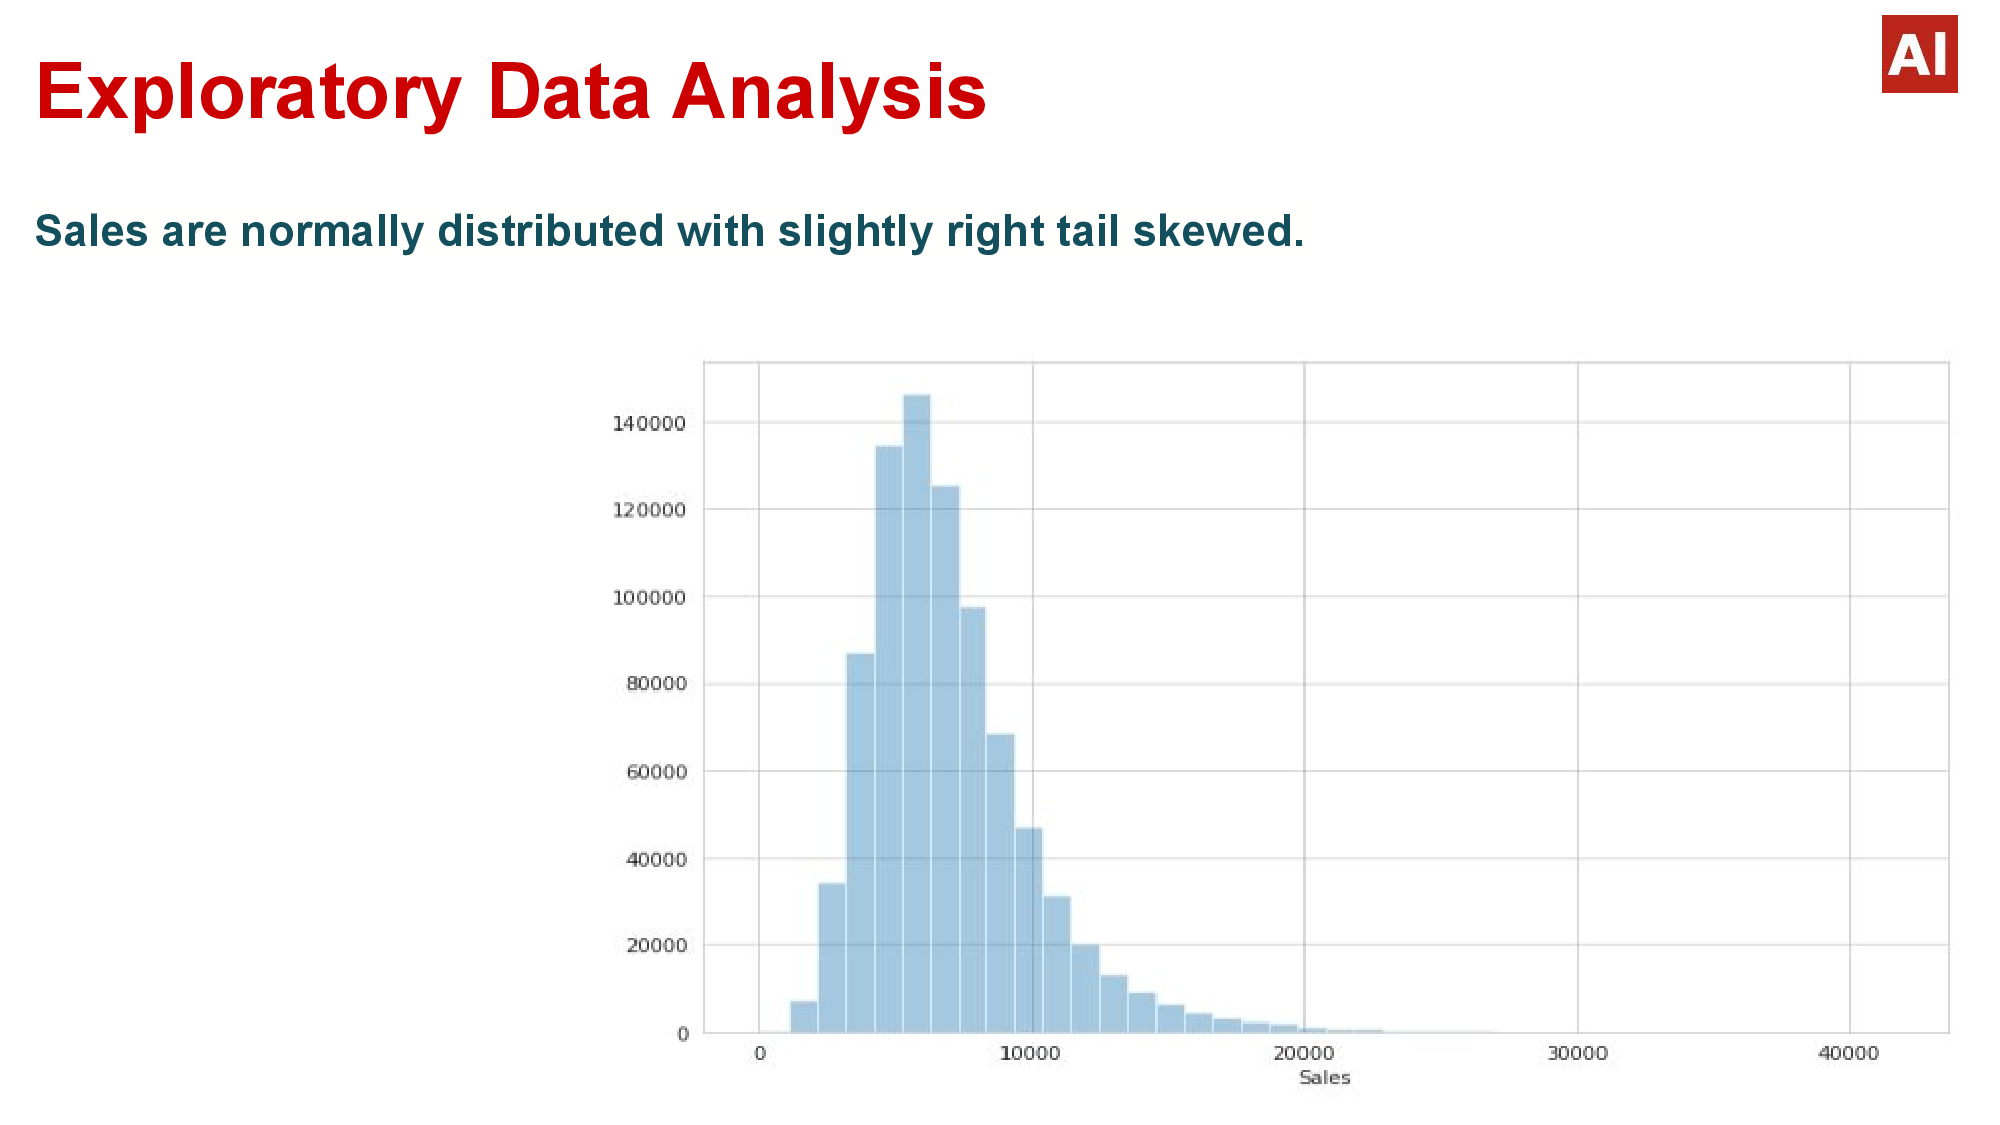 AI
Exploratory Data Analysis
Sales are normally distributed with slightly right tail skewed.
140000
120000
100000
80000
60000
40000
20000
0
0 10000 20000 30000 40000
Sales